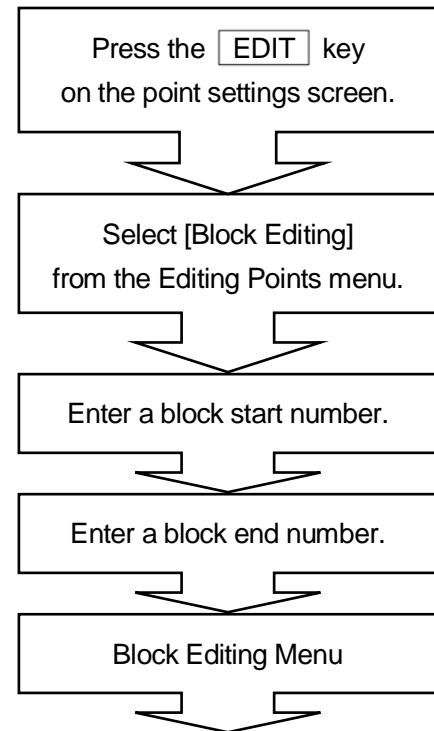 Press the EDIT key
on the point settings screen.
Select [Block Editing]
from the Editing Points menu.
Enter a block start number.
Enter a block end number.
Block Editing Menu